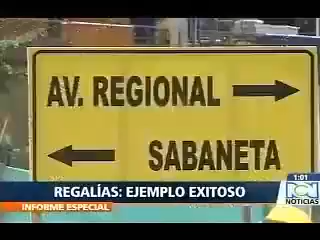 AV. REGIONAL
SABANETA
REGALÍAS: EJEMPLO EXITOSO
INFORME ESPECIAL
1:01
RCN
NOTICIAS